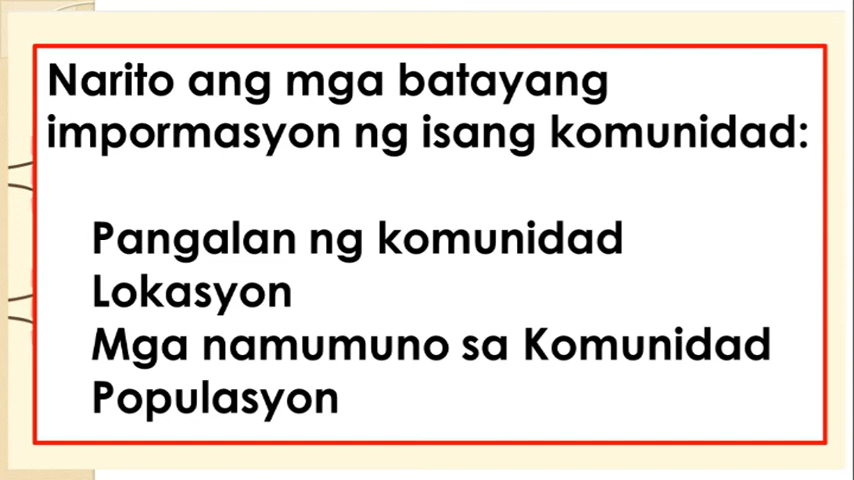 Narito ang mga batayang
impormasyon ng isang komunidad:
Pangalan ng komunidad
Lokasyon
Mga namumuno sa Komunidad
Populasyon